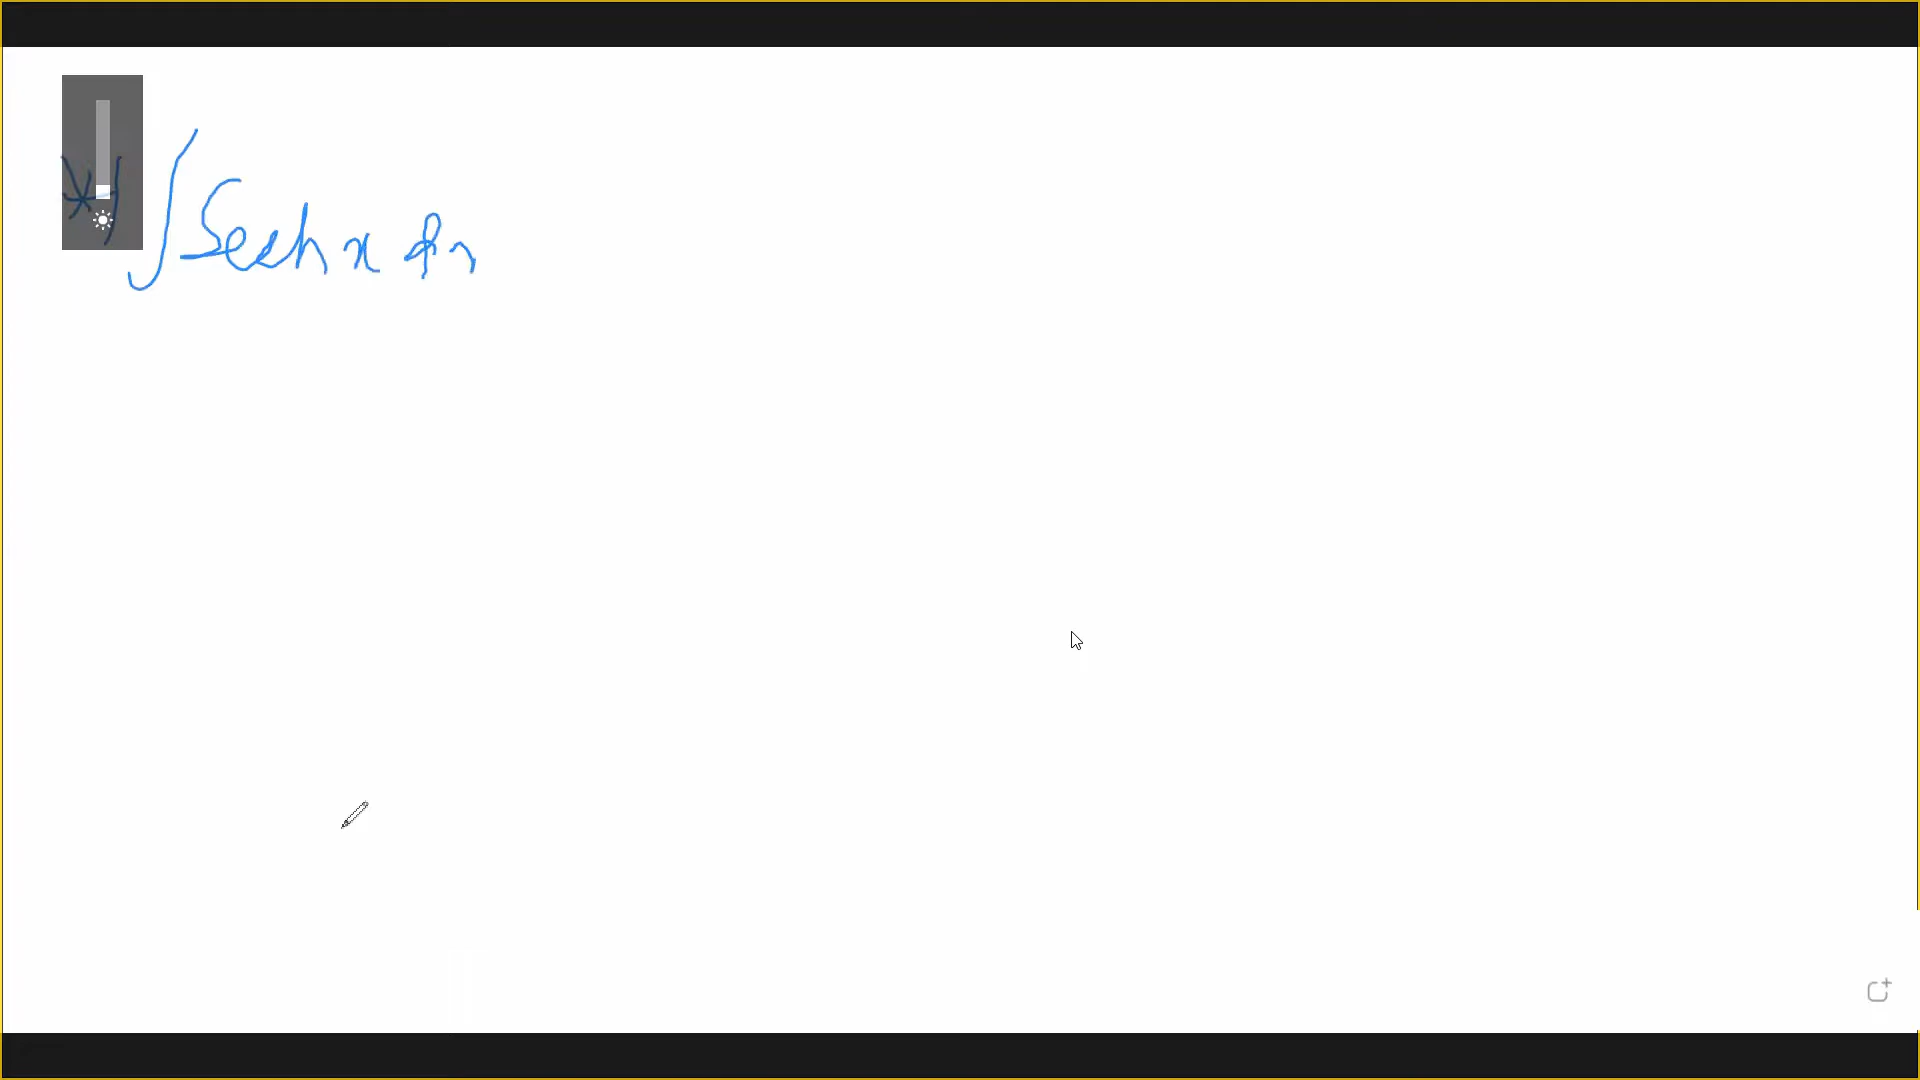 *) ∫ Sech x dx